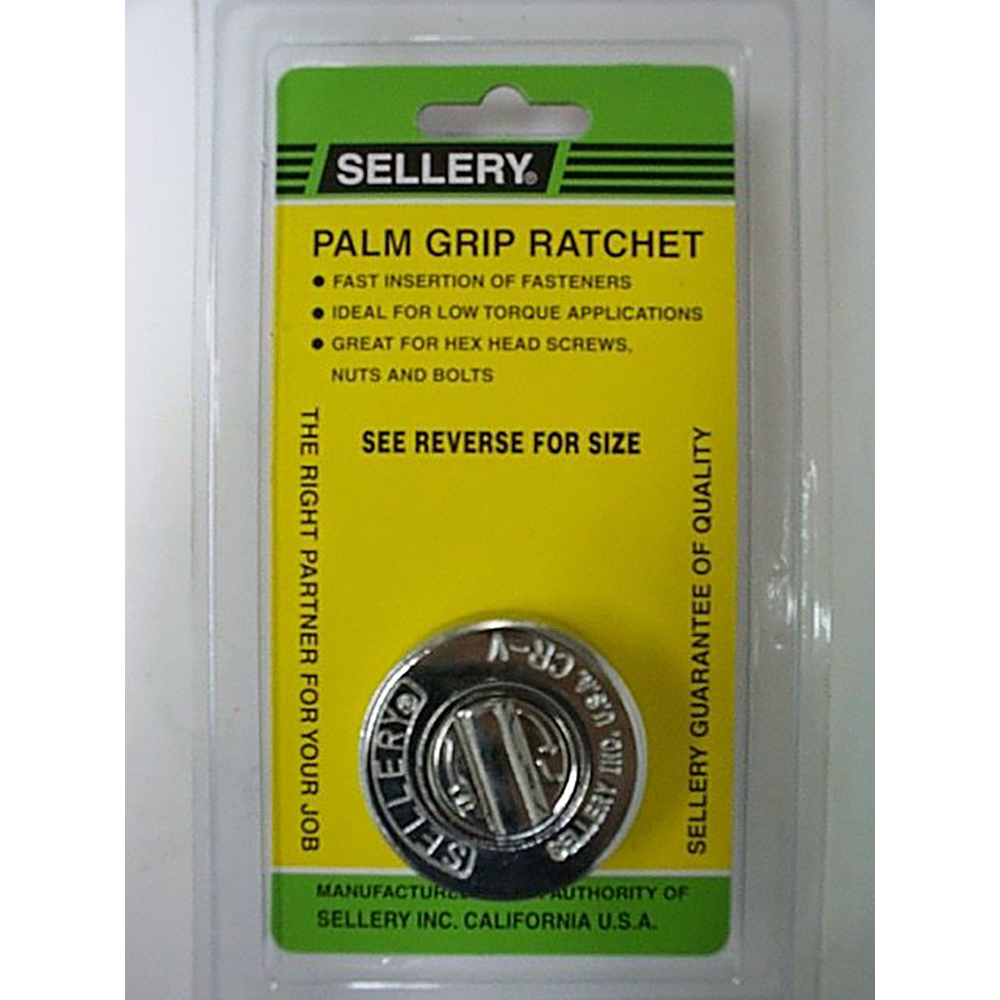 SELLERY®
PALM GRIP RATCHET
• FAST INSERTION OF FASTENERS
• IDEAL FOR LOW TORQUE APPLICATIONS
• GREAT FOR HEX HEAD SCREWS,
NUTS AND BOLTS
SEE REVERSE FOR SIZE
THE RIGHT PARTNER FOR YOUR JOB
SELLERY GUARANTEE OF QUALITY
SELLERY®
SELLERY INC. U.S.A. CR-V
AUTHORITY OF
SELLERY INC. CALIFORNIA U.S.A.